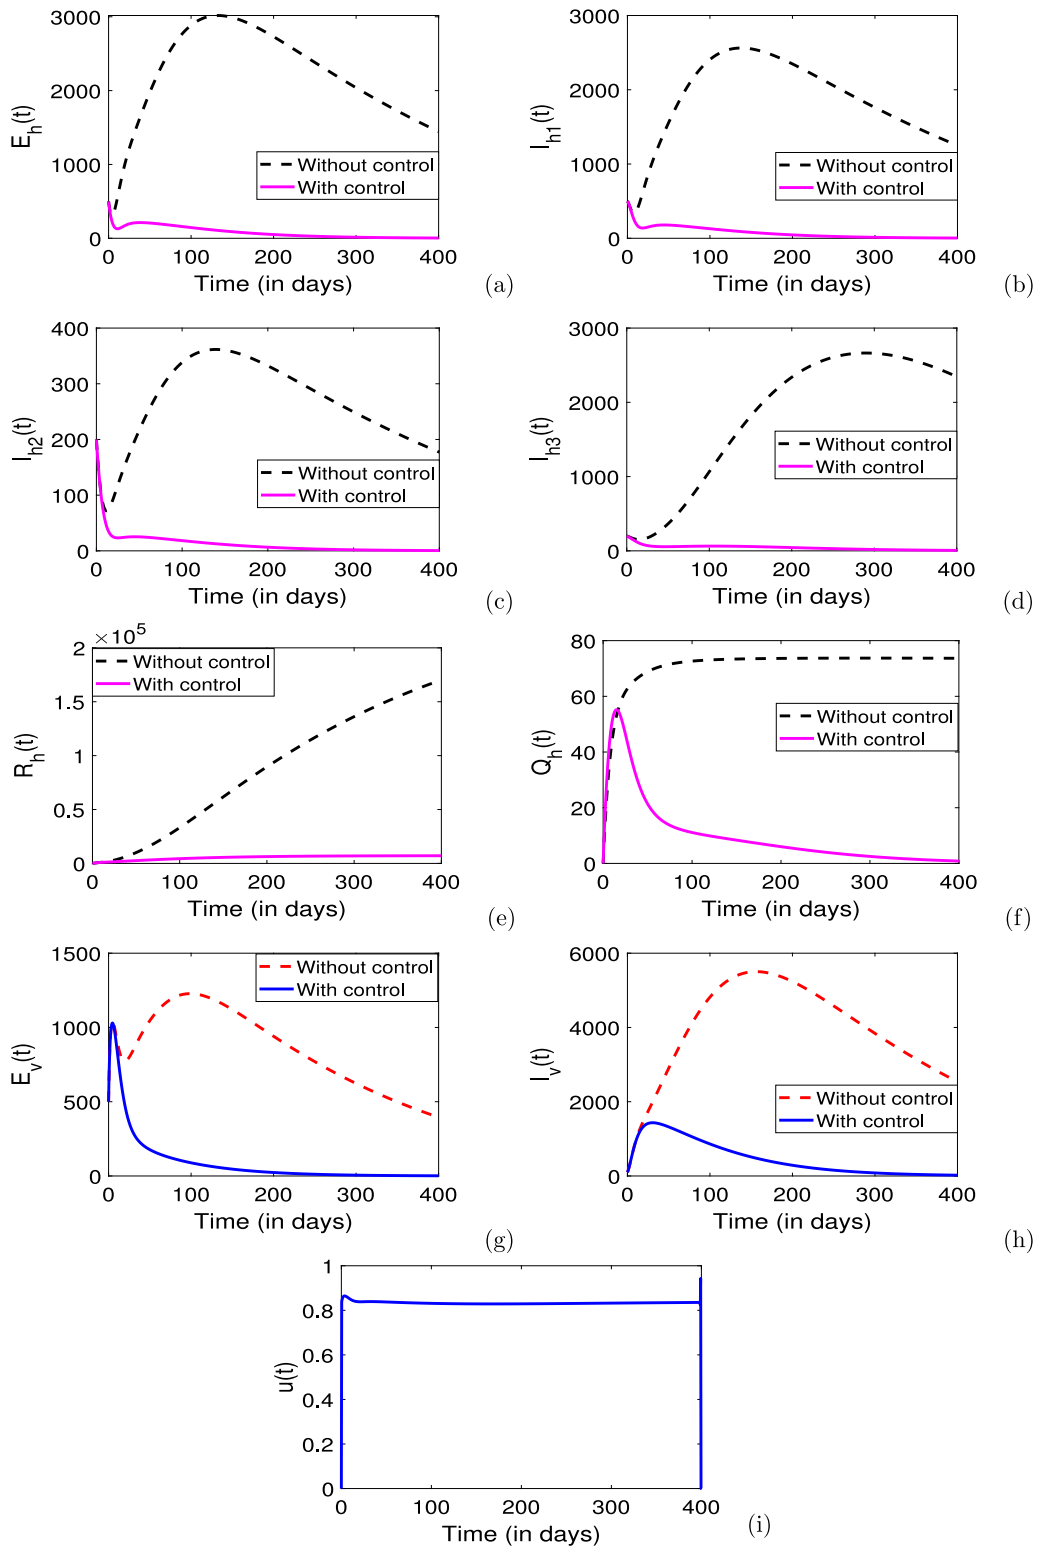 3000
2000
1000
0
E_h(t)
Without control
With control
0 100 200 300 400
Time (in days)
(a)
3000
2000
1000
0
I_h1(t)
Without control
With control
0 100 200 300 400
Time (in days)
(b)
400
300
200
100
0
I_h2(t)
Without control
With control
0 100 200 300 400
Time (in days)
(c)
3000
2000
1000
0
I_h3(t)
Without control
With control
0 100 200 300 400
Time (in days)
(d)
×10^5
2
1.5
1
0.5
0
R_h(t)
Without control
With control
0 100 200 300 400
Time (in days)
(e)
80
60
40
20
0
Q_h(t)
Without control
With control
0 100 200 300 400
Time (in days)
(f)
1500
1000
500
0
E_v(t)
Without control
With control
0 100 200 300 400
Time (in days)
(g)
6000
4000
2000
0
I_v(t)
Without control
With control
0 100 200 300 400
Time (in days)
(h)
1
0.8
0.6
0.4
0.2
0
u(t)
0 100 200 300 400
Time (in days)
(i)